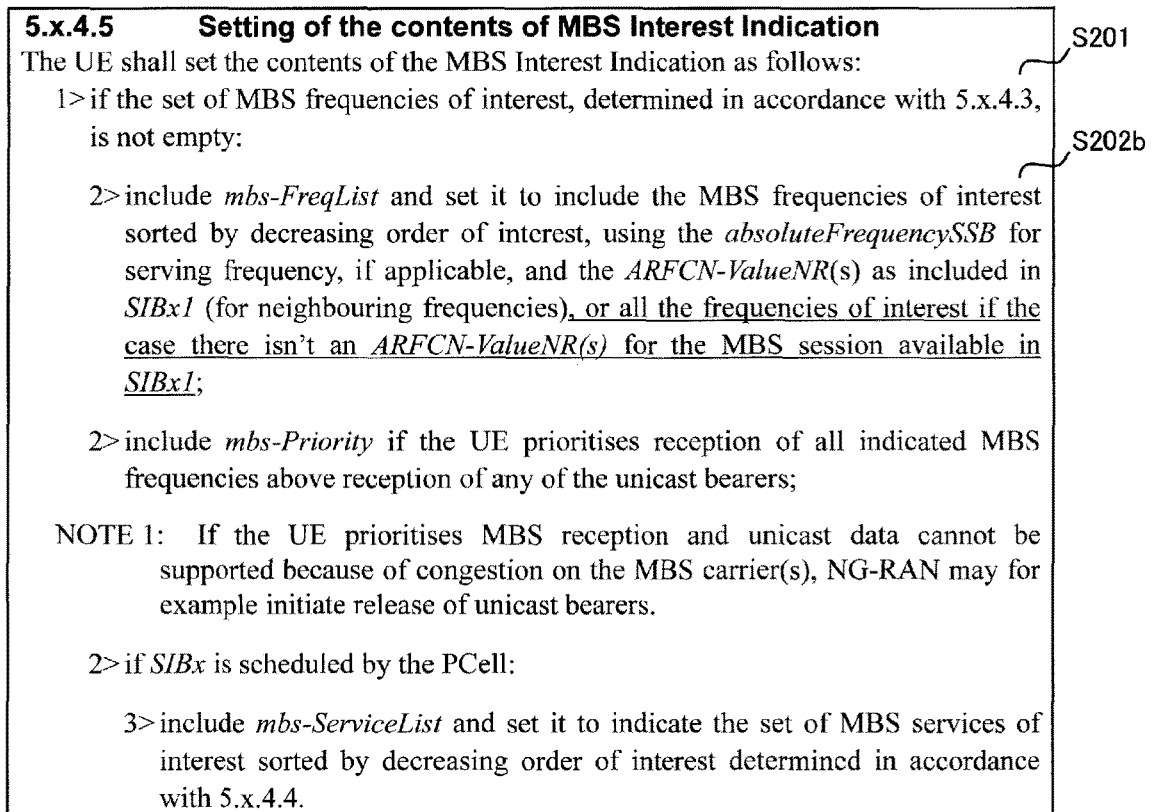 5.x.4.5 Setting of the contents of MBS Interest Indication
S201
The UE shall set the contents of the MBS Interest Indication as follows:
1> if the set of MBS frequencies of interest, determined in accordance with 5.x.4.3,
is not empty:
S202b
2> include mbs-FreqList and set it to include the MBS frequencies of interest
sorted by decreasing order of interest, using the absoluteFrequencySSB for
serving frequency, if applicable, and the ARFCN-ValueNR(s) as included in
SIBx1 (for neighbouring frequencies), or all the frequencies of interest if the
case there isn't an ARFCN-ValueNR(s) for the MBS session available in
SIBx1;
2> include mbs-Priority if the UE prioritises reception of all indicated MBS
frequencies above reception of any of the unicast bearers;
NOTE 1: If the UE prioritises MBS reception and unicast data cannot be
supported because of congestion on the MBS carrier(s), NG-RAN may for
example initiate release of unicast bearers.
2> if SIBx is scheduled by the PCell:
3> include mbs-ServiceList and set it to indicate the set of MBS services of
interest sorted by decreasing order of interest determined in accordance
with 5.x.4.4.